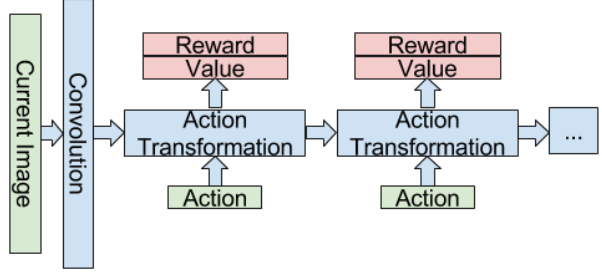 Current Image
Convolution
Reward
Value
Action
Transformation
Action
Reward
Value
Action
Transformation
Action
...